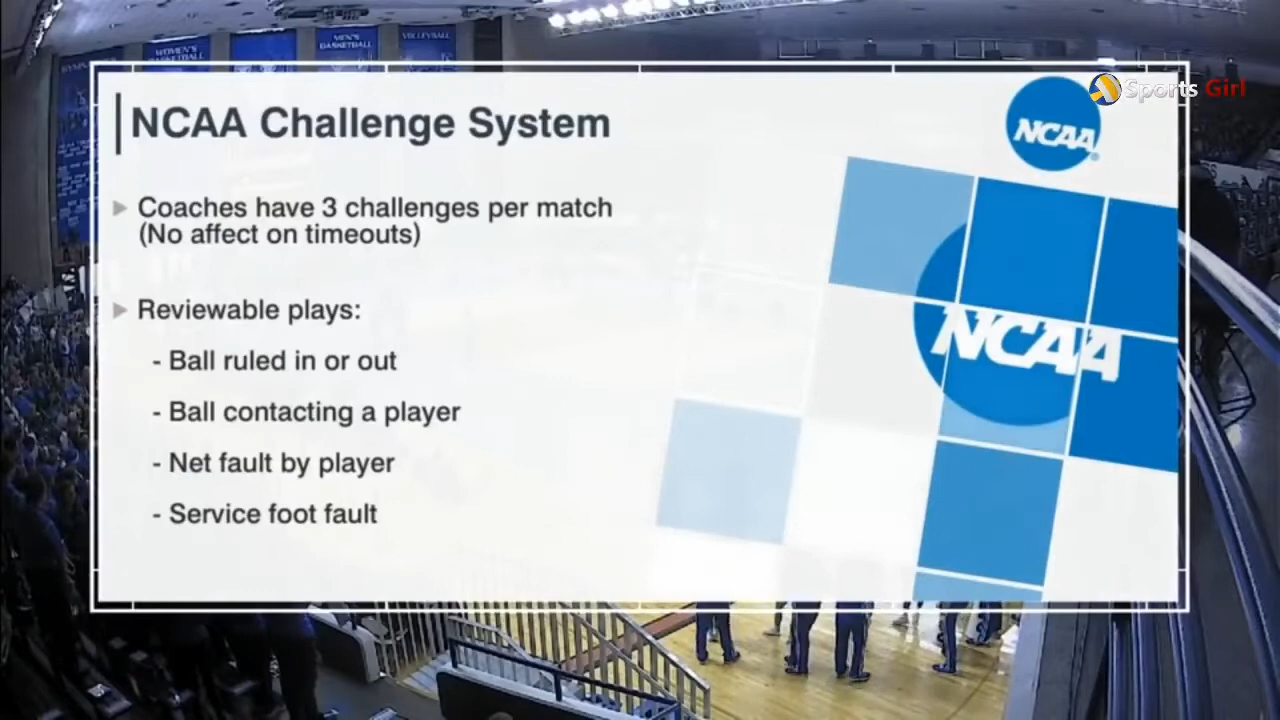 WOMEN'S
BASKETBALL
MEN'S
BASKETBALL
VOLLEYBALL
Sports Girl
NCAA Challenge System
NCAA
Coaches have 3 challenges per match
(No affect on timeouts)
Reviewable plays:
- Ball ruled in or out
- Ball contacting a player
- Net fault by player
- Service foot fault
NCAA